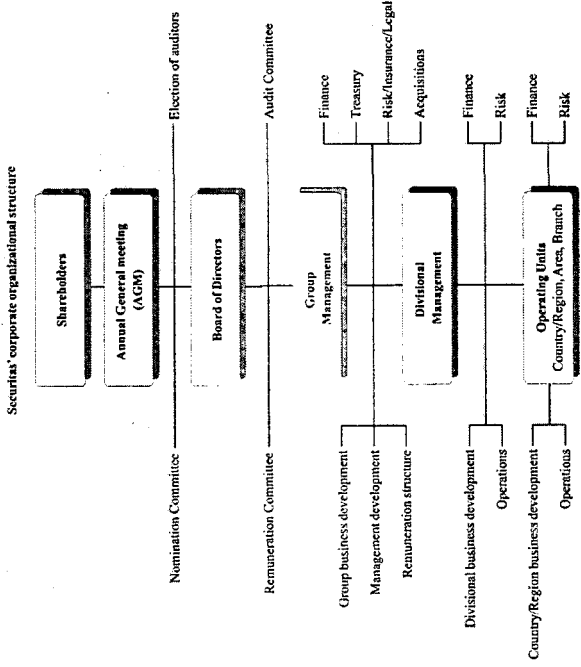 Securitas' corporate organizational structure
Shareholders
Annual General meeting
(AGM)
Nomination Committee
Election of auditors
Board of Directors
Remuneration Committee
Audit Committee
Group
Management
Group business development
Management development
Remuneration structure
Finance
Treasury
Risk/Insurance/Legal
Acquisitions
Divisional
Management
Divisional business development
Operations
Finance
Risk
Operating Units
Country/Region, Area, Branch
Country/Region business development
Operations
Finance
Risk